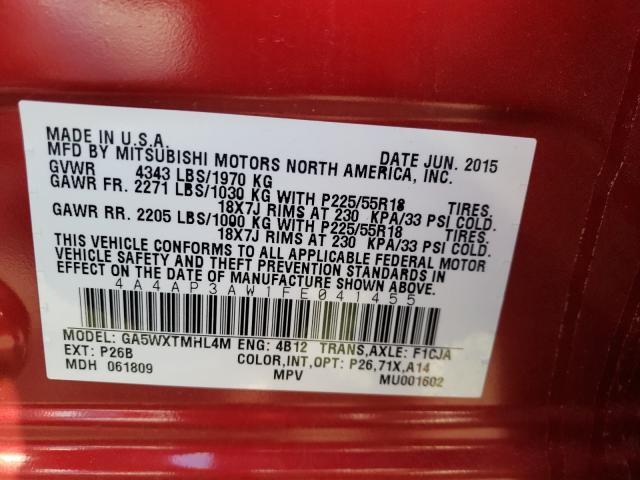 MADE IN U.S.A. DATE JUN. 2015
MFD BY MITSUBISHI MOTORS NORTH AMERICA, INC.
GVWR 4343 LBS/1970 KG
GAWR FR. 2271 LBS/1030 KG WITH P225/55R18 TIRES.
18X7J RIMS AT 230 KPA/33 PSI COLD.
GAWR RR. 2205 LBS/1000 KG WITH P225/55R18 TIRES.
18X7J RIMS AT 230 KPA/33 PSI COLD.
THIS VEHICLE CONFORMS TO ALL APPLICABLE FEDERAL MOTOR
VEHICLE SAFETY AND THEFT PREVENTION STANDARDS IN
EFFECT ON THE DATE OF MANUFACTURE SHOWN ABOVE.
4A4AP3AW1FE041455
MODEL: GA5WXTMHL4M ENG: 4B12 TRANS,AXLE: F1CJA
EXT: P26B COLOR,INT,OPT: P26,71X,A14
MDH 061809 MPV MU001602